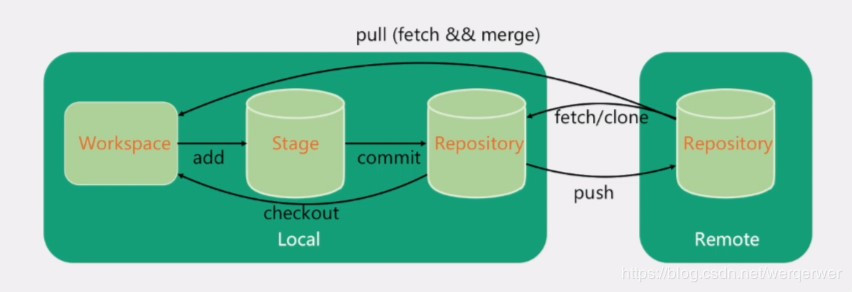 pull (fetch && merge)
Workspace
add
Stage
commit
Repository
fetch/clone
Repository
push
checkout
Local
Remote
https://blog.csdn.net/werqerwer